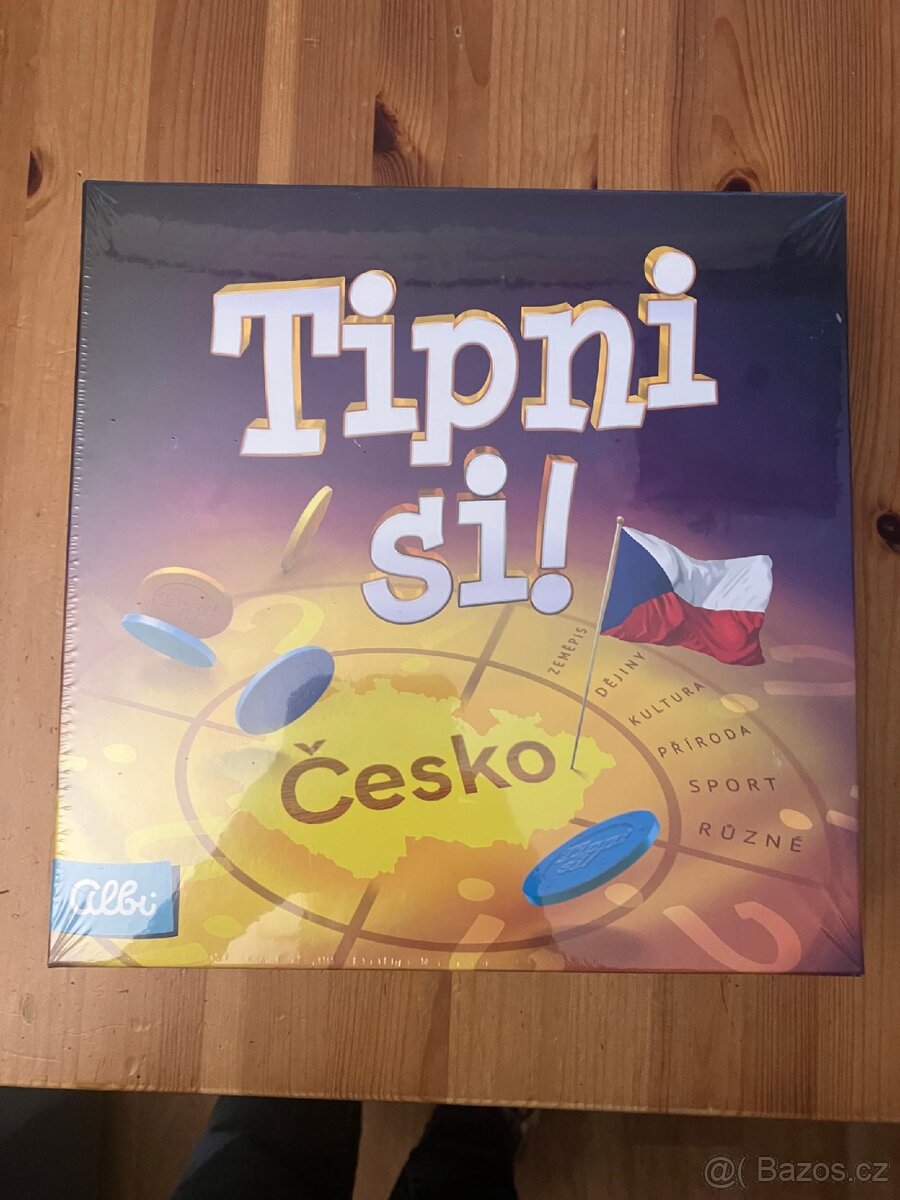 Tipni
si!
ZEMĚPIS
DĚJINY
KULTURA
PŘÍRODA
SPORT
RŮZNÉ
Česko
albi
@( Bazos.cz